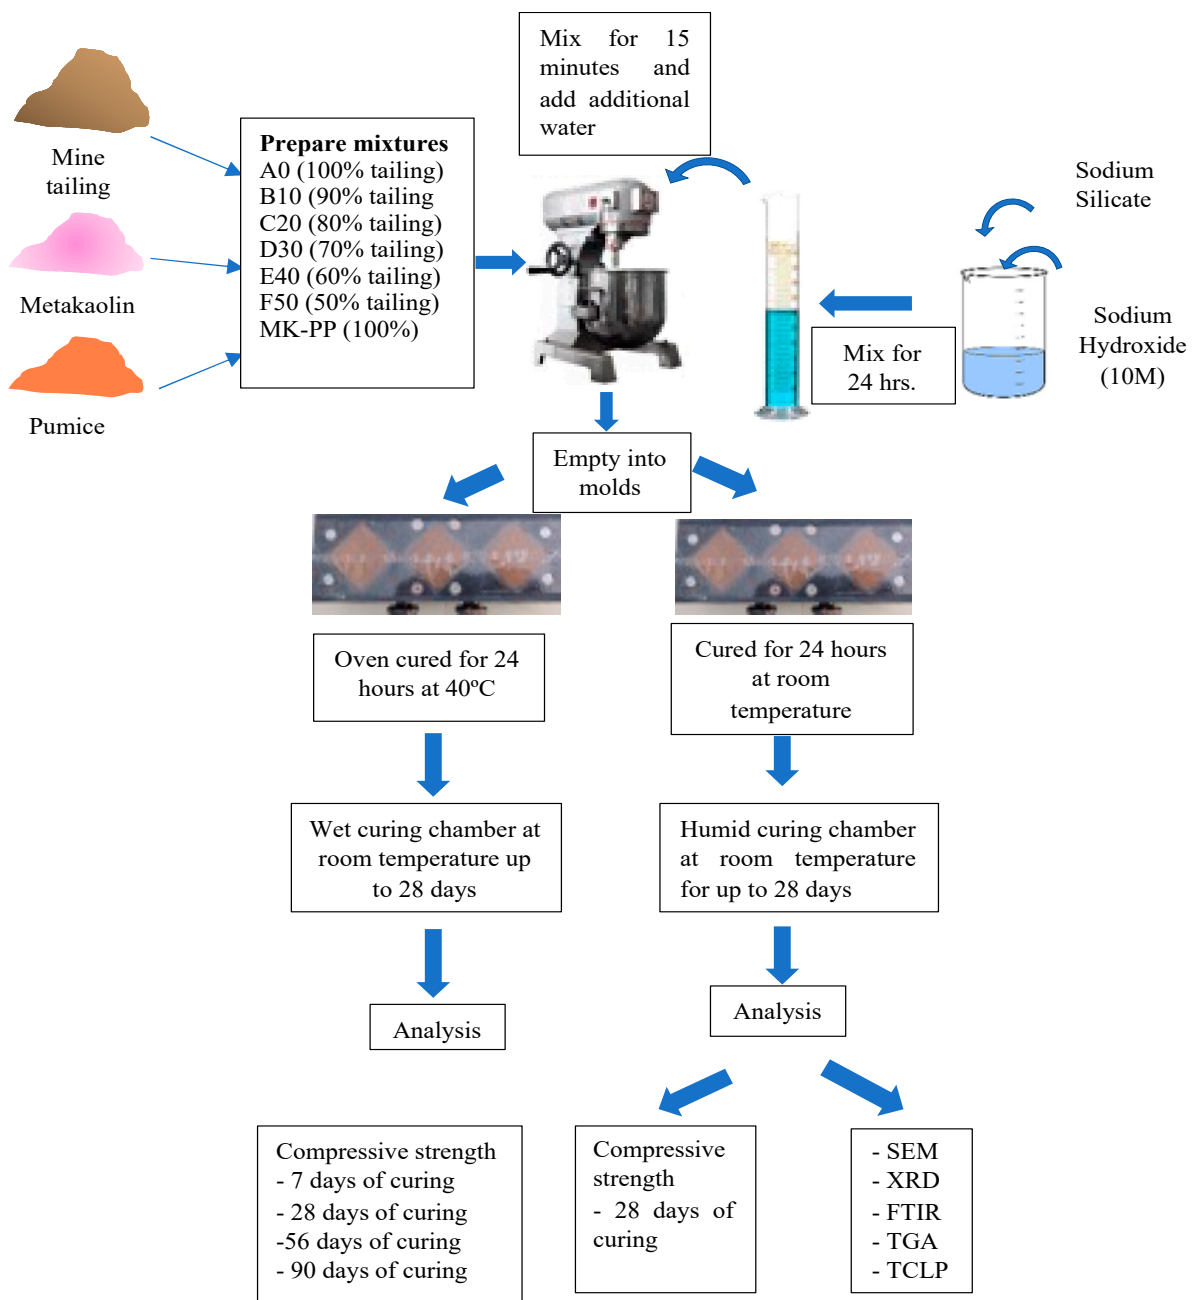 Mix for 15
minutes and
add additional
water
Mine
tailing
Metakaolin
Pumice
Prepare mixtures
A0 (100% tailing)
B10 (90% tailing
C20 (80% tailing)
D30 (70% tailing)
E40 (60% tailing)
F50 (50% tailing)
MK-PP (100%)
Sodium
Silicate
Sodium
Hydroxide
(10M)
Mix for
24 hrs.
Empty into
molds
Oven cured for 24
hours at 40ºC
Cured for 24 hours
at room
temperature
Wet curing chamber at
room temperature up
to 28 days
Humid curing chamber
at room temperature
for up to 28 days
Analysis
Analysis
Compressive strength
- 7 days of curing
- 28 days of curing
-56 days of curing
- 90 days of curing
Compressive
strength
- 28 days of
curing
- SEM
- XRD
- FTIR
- TGA
- TCLP